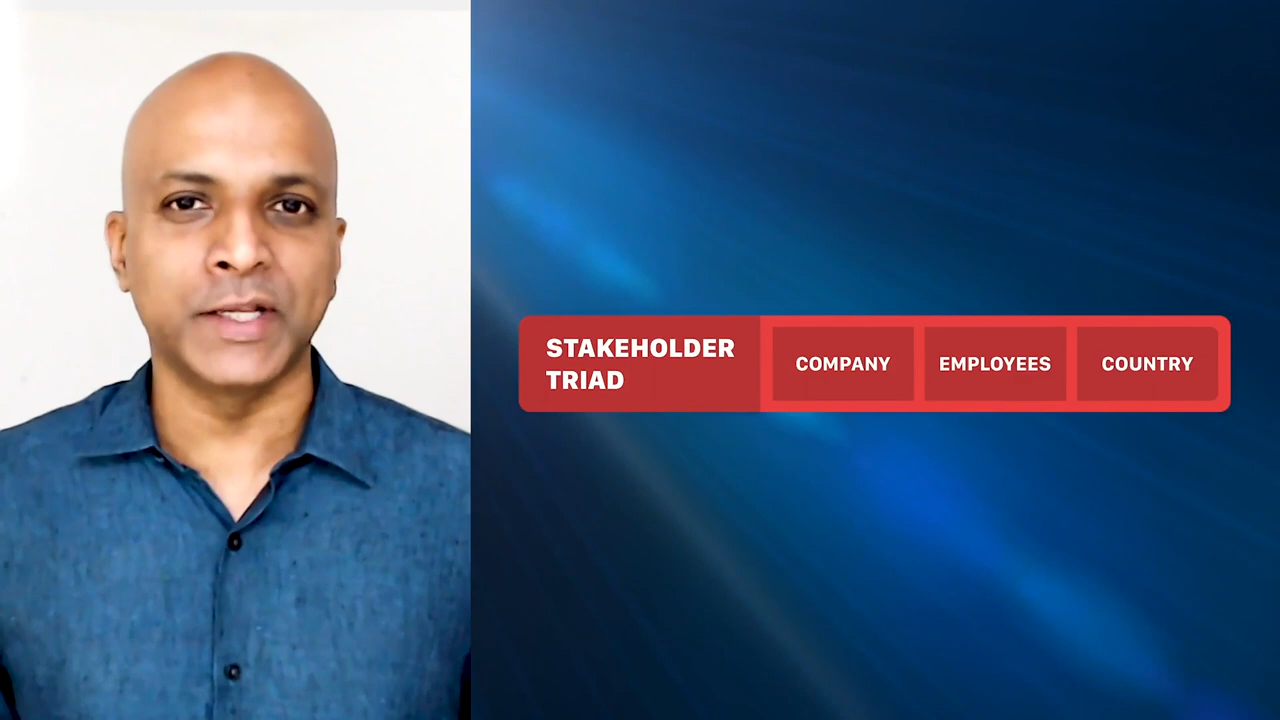 STAKEHOLDER
TRIAD
COMPANY
EMPLOYEES
COUNTRY